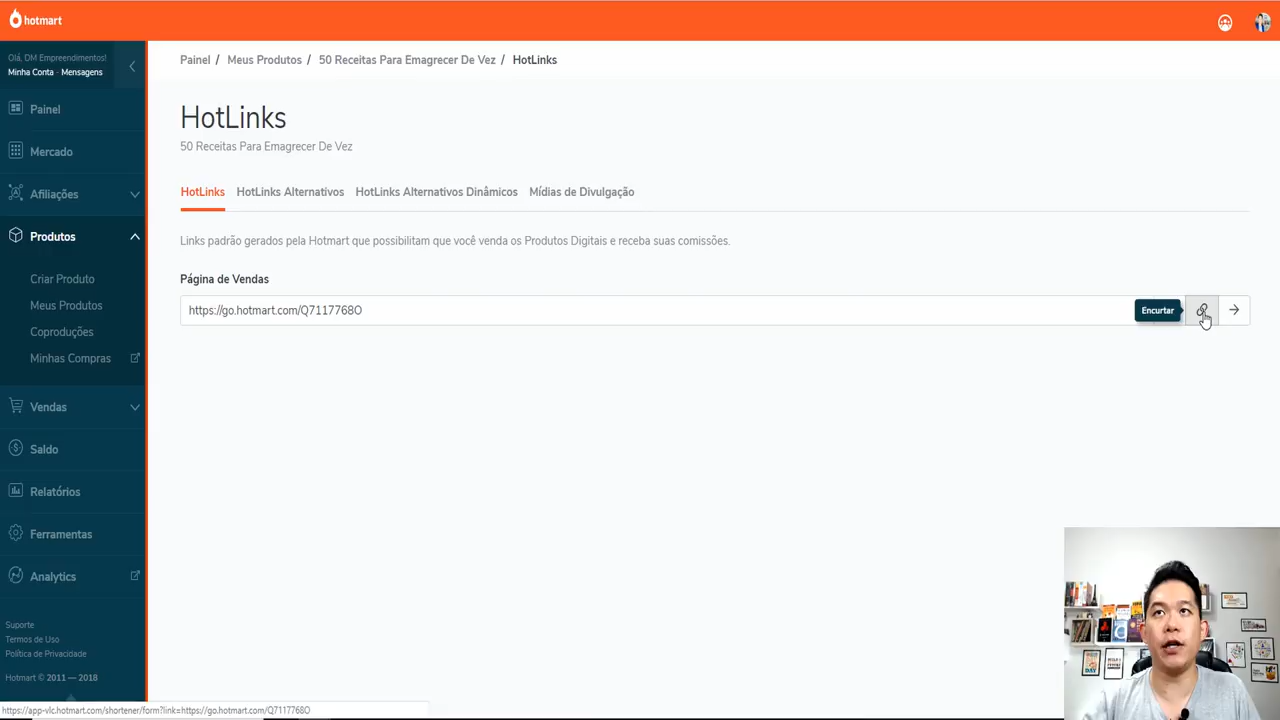 hotmart
Olá, DM Empreendimentos!
Minha Conta - Mensagens
Painel / Meus Produtos / 50 Receitas Para Emagrecer De Vez / HotLinks
Painel
Mercado
Afiliações
Produtos
Criar Produto
Meus Produtos
Coproduções
Minhas Compras
Vendas
Saldo
Relatórios
Ferramentas
Analytics
Suporte
Termos de Uso
Política de Privacidade
Hotmart © 2011 — 2018
HotLinks
50 Receitas Para Emagrecer De Vez
HotLinks HotLinks Alternativos HotLinks Alternativos Dinâmicos Mídias de Divulgação
Links padrão gerados pela Hotmart que possibilitam que você venda os Produtos Digitais e receba suas comissões.
Página de Vendas
https://go.hotmart.com/Q7117768O
Encurtar
https://app-vlc.hotmart.com/shortener/form?link=https://go.hotmart.com/Q7117768O